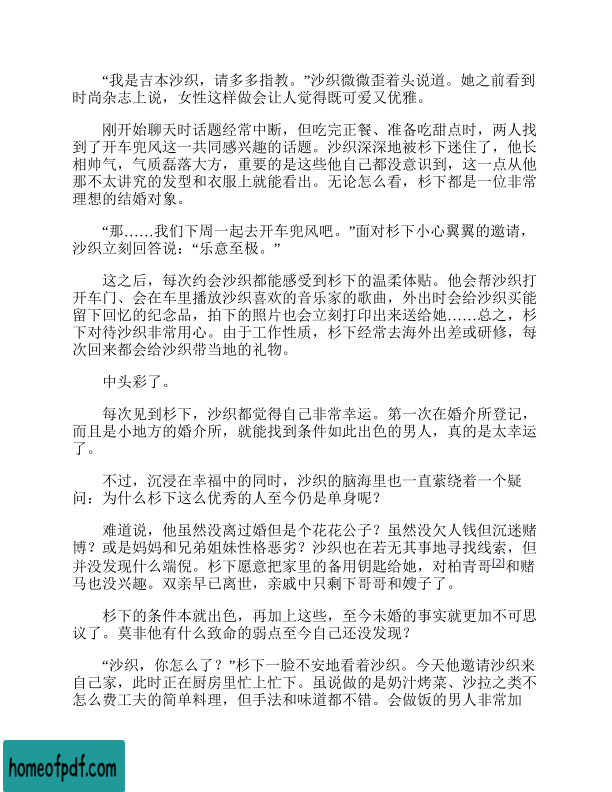 “我是吉本沙织，请多多指教。”沙织微微歪着头说道。她之前看到
时尚杂志上说，女性这样做会让人觉得既可爱又优雅。
刚开始聊天时话题经常中断，但吃完正餐、准备吃甜点时，两人找
到了开车兜风这一共同感兴趣的话题。沙织深深地被杉下迷住了，他长
相帅气，气质磊落大方，重要的是这些他自己都没意识到，这一点从他
那不太讲究的发型和衣服上就能看出。无论怎么看，杉下都是一位非常
理想的结婚对象。
“那……我们下周一起去开车兜风吧。”面对杉下小心翼翼的邀请，
沙织立刻回答说：“乐意至极。”
这之后，每次约会沙织都能感受到杉下的温柔体贴。他会帮沙织打
开车门、会在车里播放沙织喜欢的音乐家的歌曲，外出时会给沙织买能
留下回忆的纪念品，拍下的照片也会立刻打印出来送给她……总之，杉
下对待沙织非常用心。由于工作性质，杉下经常去海外出差或研修，每
次回来都会给沙织带当地的礼物。
中头彩了。
每次见到杉下，沙织都觉得自己非常幸运。第一次在婚介所登记，
而且是小地方的婚介所，就能找到条件如此出色的男人，真的是太幸运
了。
不过，沉浸在幸福中的同时，沙织的脑海里也一直萦绕着一个疑
问：为什么杉下这么优秀的人至今仍是单身呢？
难道说，他虽然没离过婚但是个花花公子？虽然没欠人钱但沉迷赌
博？或是妈妈和兄弟姐妹性格恶劣？沙织也在若无其事地寻找线索，但
并没发现什么端倪。杉下愿意把家里的备用钥匙给她，对柏青哥[2]和赌
马也没兴趣。双亲早已离世，亲戚中只剩下哥哥和嫂子了。
杉下的条件本就出色，再加上这些，至今未婚的事实就更加不可思
议了。莫非他有什么致命的弱点至今自己还没发现？
“沙织，你怎么了？”杉下一脸不安地看着沙织。今天他邀请沙织来
自己家，此时正在厨房里忙上忙下。虽说做的是奶汁烤菜、沙拉之类不
怎么费工夫的简单料理，但手法和味道都不错。会做饭的男人非常加
homeofpdf.com